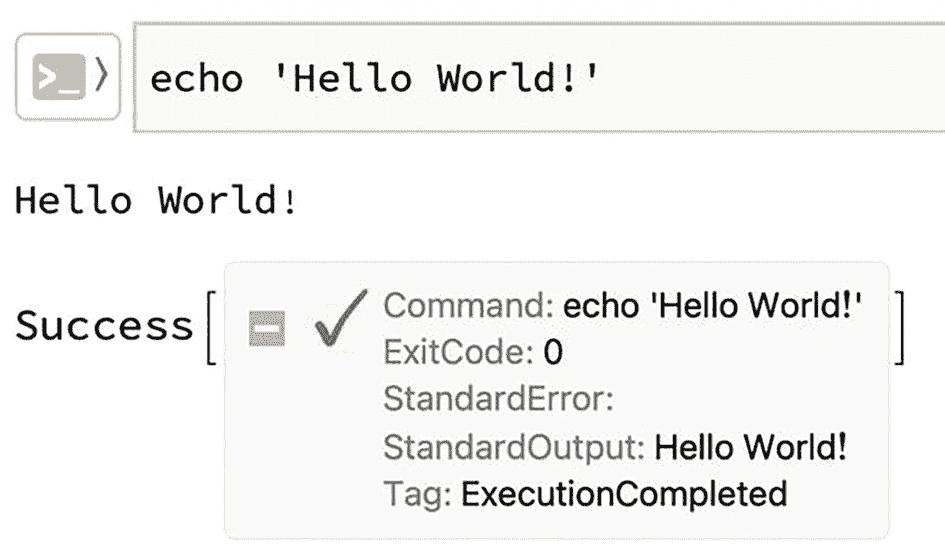 >_ echo 'Hello World!'
Hello World!
Success [
Command: echo 'Hello World!'
ExitCode: 0
StandardError:
StandardOutput: Hello World!
Tag: ExecutionCompleted
]